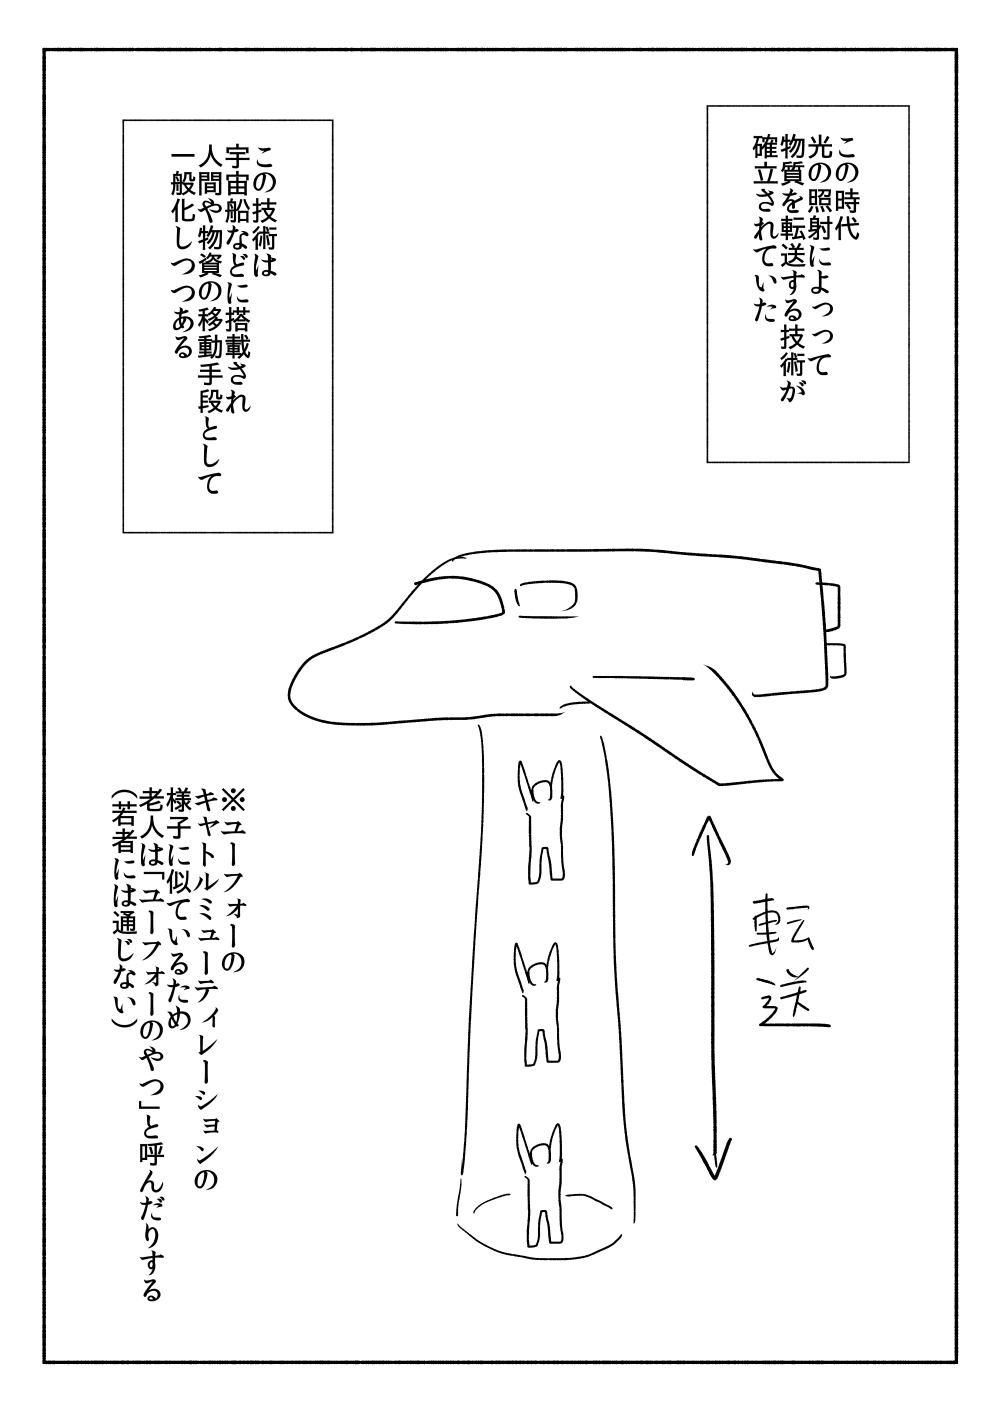 この時代
光の照射によっって
物質を転送する技術が
確立されていた
この技術は
宇宙船などに搭載され
人間や物資の移動手段として
一般化しつつある
転送
※ユーフォーの
キャトルミューティレーションの
様子に似ているため
老人は「ユーフォーのやつ」と呼んだりする
（若者には通じない）